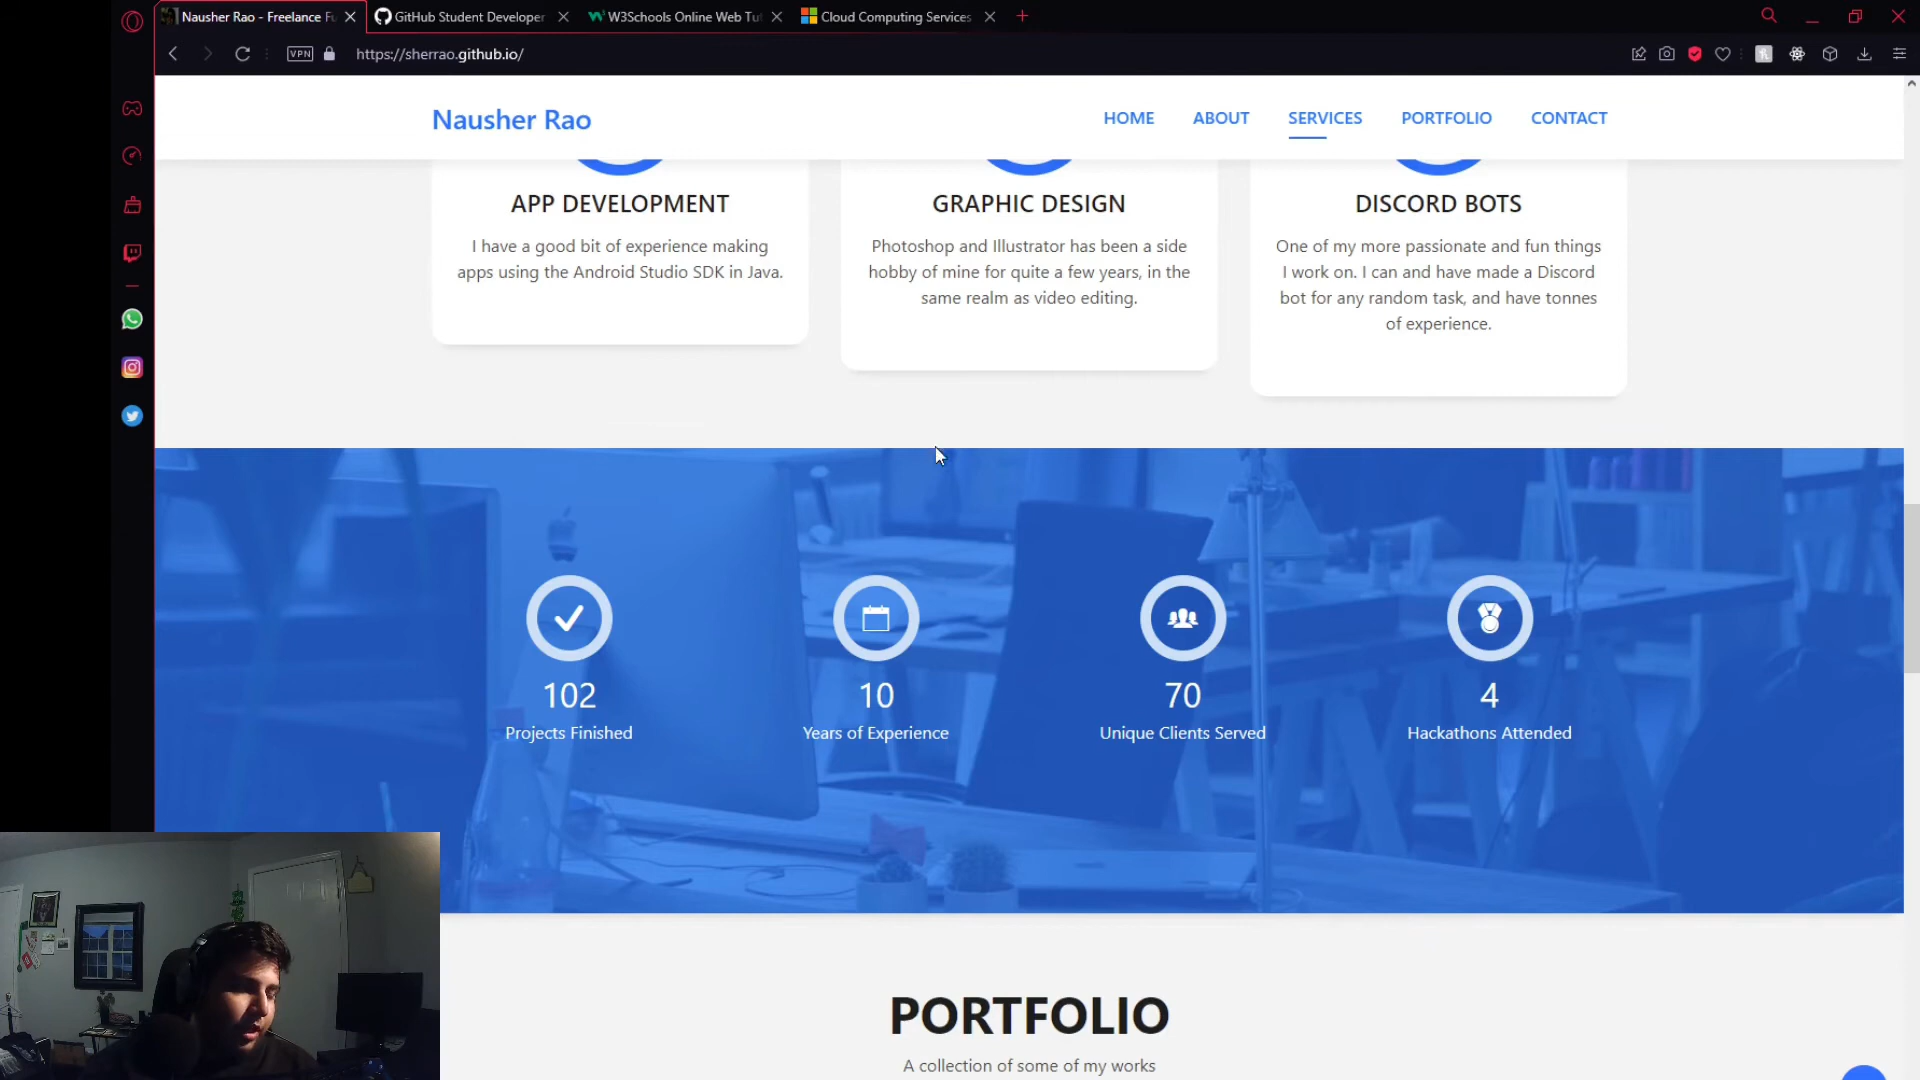 Nausher Rao - Freelance Fu
GitHub Student Developer
W3Schools Online Web Tut
Cloud Computing Services
VPN
https://sherrao.github.io/
Nausher Rao
HOME
ABOUT
SERVICES
PORTFOLIO
CONTACT
APP DEVELOPMENT
I have a good bit of experience making
apps using the Android Studio SDK in Java.
GRAPHIC DESIGN
Photoshop and Illustrator has been a side
hobby of mine for quite a few years, in the
same realm as video editing.
DISCORD BOTS
One of my more passionate and fun things
I work on. I can and have made a Discord
bot for any random task, and have tonnes
of experience.
102
Projects Finished
10
Years of Experience
70
Unique Clients Served
4
Hackathons Attended
PORTFOLIO
A collection of some of my works